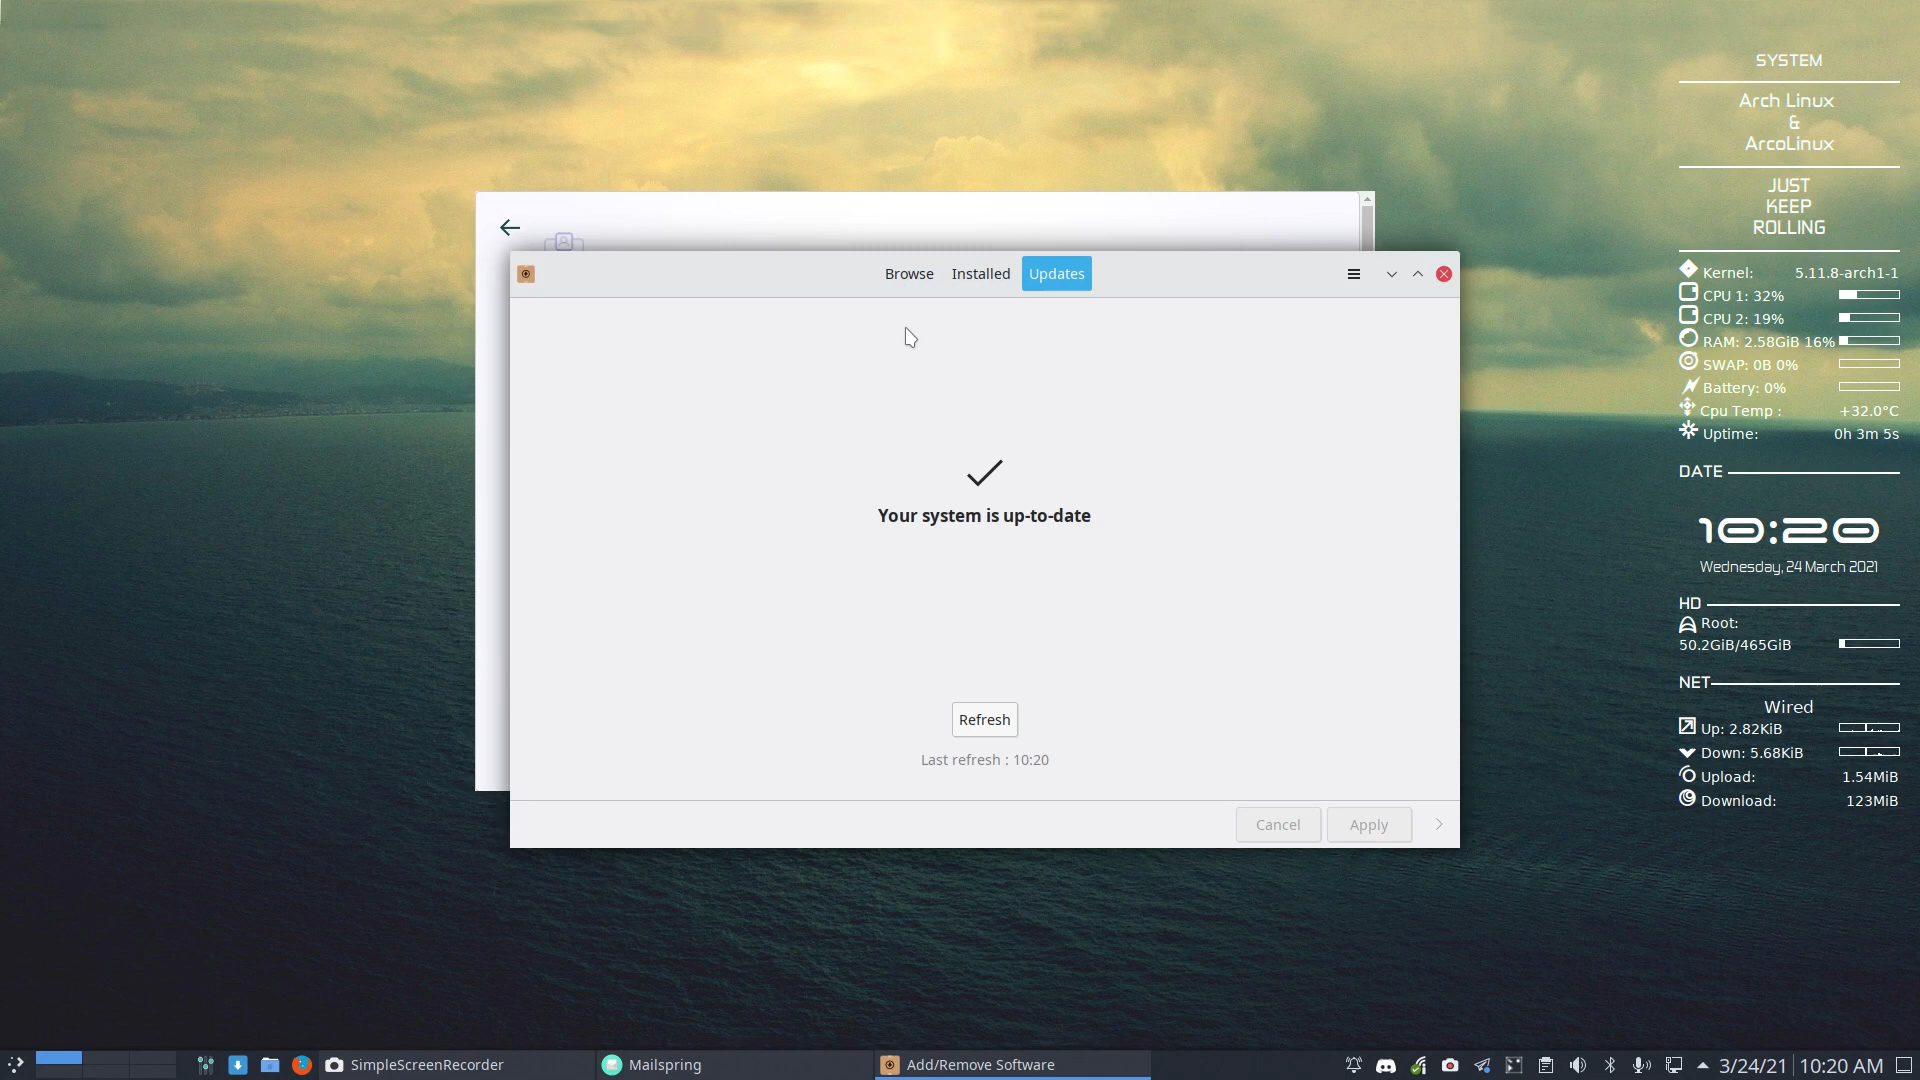 SYSTEM
Arch Linux
&
ArcoLinux
JUST
KEEP
ROLLING
Kernel: 5.11.8-arch1-1
CPU 1: 32%
CPU 2: 19%
RAM: 2.58GiB 16%
SWAP: 0B 0%
Battery: 0%
Cpu Temp : +32.0°C
Uptime: 0h 3m 5s
DATE
10:20
Wednesday, 24 March 2021
HD
Root:
50.2GiB/465GiB
NET
Wired
Up: 2.82KiB
Down: 5.68KiB
Upload: 1.54MiB
Download: 123MiB
Browse Installed Updates
Your system is up-to-date
Refresh
Last refresh : 10:20
Cancel Apply
SimpleScreenRecorder Mailspring Add/Remove Software 3/24/21 10:20 AM